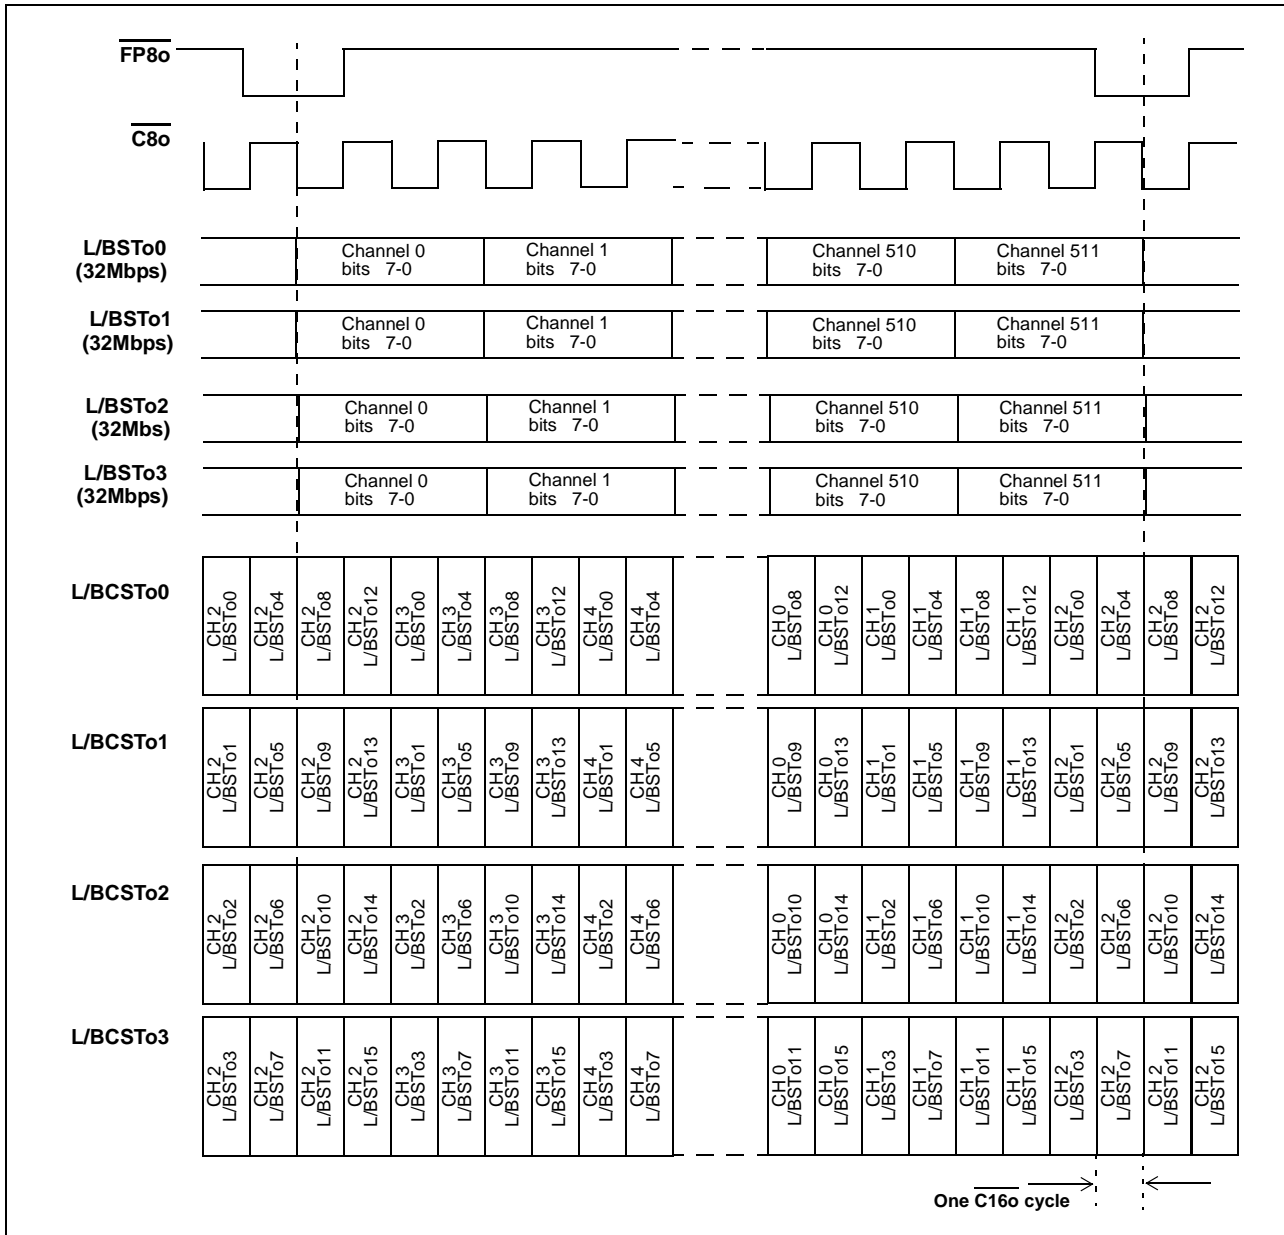 FP8o
C8o
L/BSTo0
(32Mbps)
Channel 0
bits 7-0
Channel 1
bits 7-0
Channel 510
bits 7-0
Channel 511
bits 7-0
L/BSTo1
(32Mbps)
Channel 0
bits 7-0
Channel 1
bits 7-0
Channel 510
bits 7-0
Channel 511
bits 7-0
L/BSTo2
(32Mbs)
Channel 0
bits 7-0
Channel 1
bits 7-0
Channel 510
bits 7-0
Channel 511
bits 7-0
L/BSTo3
(32Mbps)
Channel 0
bits 7-0
Channel 1
bits 7-0
Channel 510
bits 7-0
Channel 511
bits 7-0
L/BCSTo0
CH 2
L/BSTo0
CH 2
L/BSTo4
CH 2
L/BSTo8
CH 2
L/BSTo12
CH 3
L/BSTo0
CH 3
L/BSTo4
CH 3
L/BSTo8
CH 3
L/BSTo12
CH 4
L/BSTo0
CH 4
L/BSTo4
CH 0
L/BSTo8
CH 0
L/BSTo12
CH 1
L/BSTo0
CH 1
L/BSTo4
CH 1
L/BSTo8
CH 1
L/BSTo12
CH 2
L/BSTo0
CH 2
L/BSTo4
CH 2
L/BSTo8
CH 2
L/BSTo12
L/BCSTo1
CH 2
L/BSTo1
CH 2
L/BSTo5
CH 2
L/BSTo9
CH 2
L/BSTo13
CH 3
L/BSTo1
CH 3
L/BSTo5
CH 3
L/BSTo9
CH 3
L/BSTo13
CH 4
L/BSTo1
CH 4
L/BSTo5
CH 0
L/BSTo9
CH 0
L/BSTo13
CH 1
L/BSTo1
CH 1
L/BSTo5
CH 1
L/BSTo9
CH 1
L/BSTo13
CH 2
L/BSTo1
CH 2
L/BSTo5
CH 2
L/BSTo9
CH 2
L/BSTo13
L/BCSTo2
CH 2
L/BSTo2
CH 2
L/BSTo6
CH 2
L/BSTo10
CH 2
L/BSTo14
CH 3
L/BSTo2
CH 3
L/BSTo6
CH 3
L/BSTo10
CH 3
L/BSTo14
CH 4
L/BSTo2
CH 4
L/BSTo6
CH 0
L/BSTo10
CH 0
L/BSTo14
CH 1
L/BSTo2
CH 1
L/BSTo6
CH 1
L/BSTo10
CH 1
L/BSTo14
CH 2
L/BSTo2
CH 2
L/BSTo6
CH 2
L/BSTo10
CH 2
L/BSTo14
L/BCSTo3
CH 2
L/BSTo3
CH 2
L/BSTo7
CH 2
L/BSTo11
CH 2
L/BSTo15
CH 3
L/BSTo3
CH 3
L/BSTo7
CH 3
L/BSTo11
CH 3
L/BSTo15
CH 4
L/BSTo3
CH 4
L/BSTo7
CH 0
L/BSTo11
CH 0
L/BSTo15
CH 1
L/BSTo3
CH 1
L/BSTo7
CH 1
L/BSTo11
CH 1
L/BSTo15
CH 2
L/BSTo3
CH 2
L/BSTo7
CH 2
L/BSTo11
CH 2
L/BSTo15
One C16o cycle